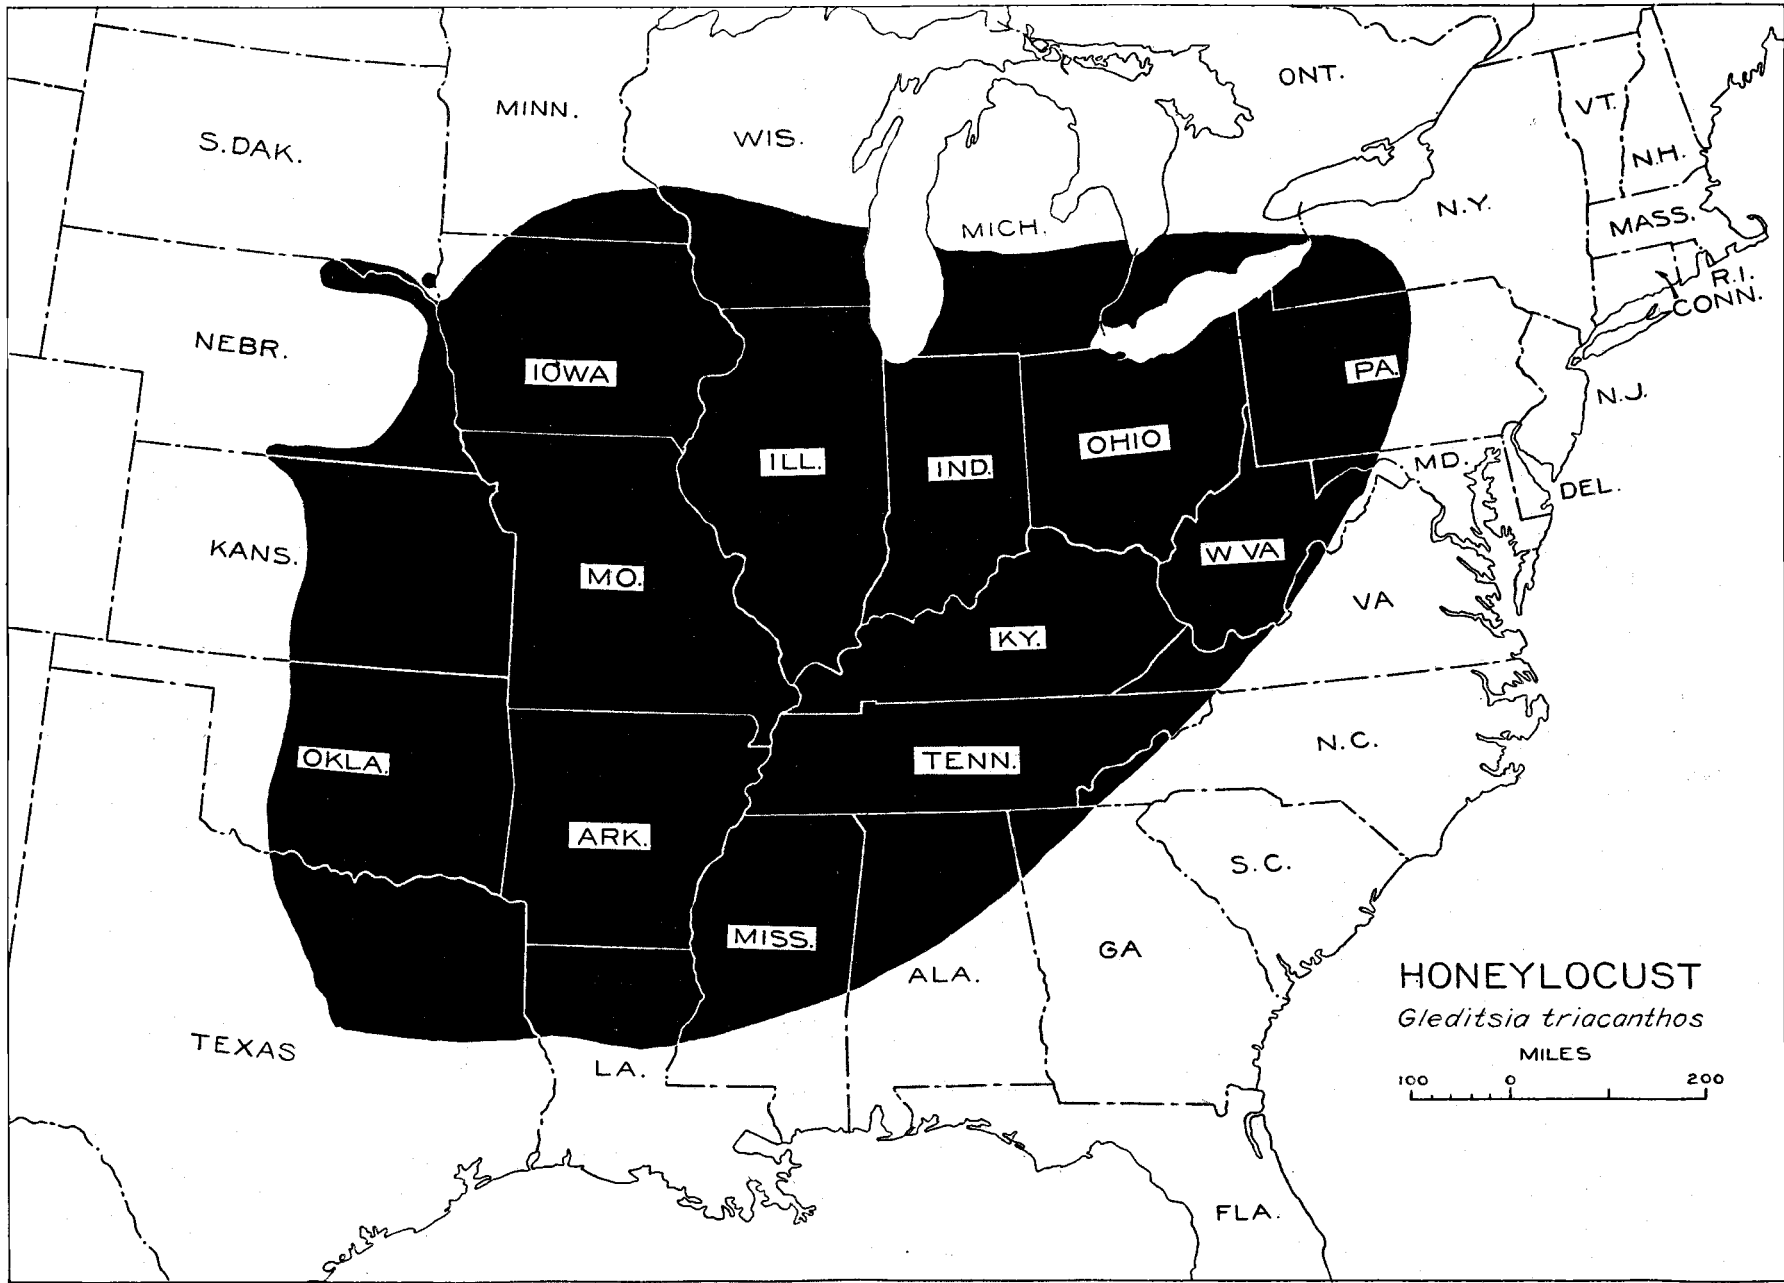 ONT.
MINN.
WIS.
VT.
S.DAK.
N.H.
N.Y.
MICH.
MASS.
R.I.
CONN.
NEBR.
IOWA
PA.
N.J.
ILL.
IND.
OHIO
MD.
DEL.
KANS.
MO.
W VA
VA
KY.
OKLA.
TENN.
N.C.
ARK.
S.C.
MISS.
ALA.
GA
TEXAS
LA.
FLA.
HONEYLOCUST
Gleditsia triacanthos
MILES
100 0 200